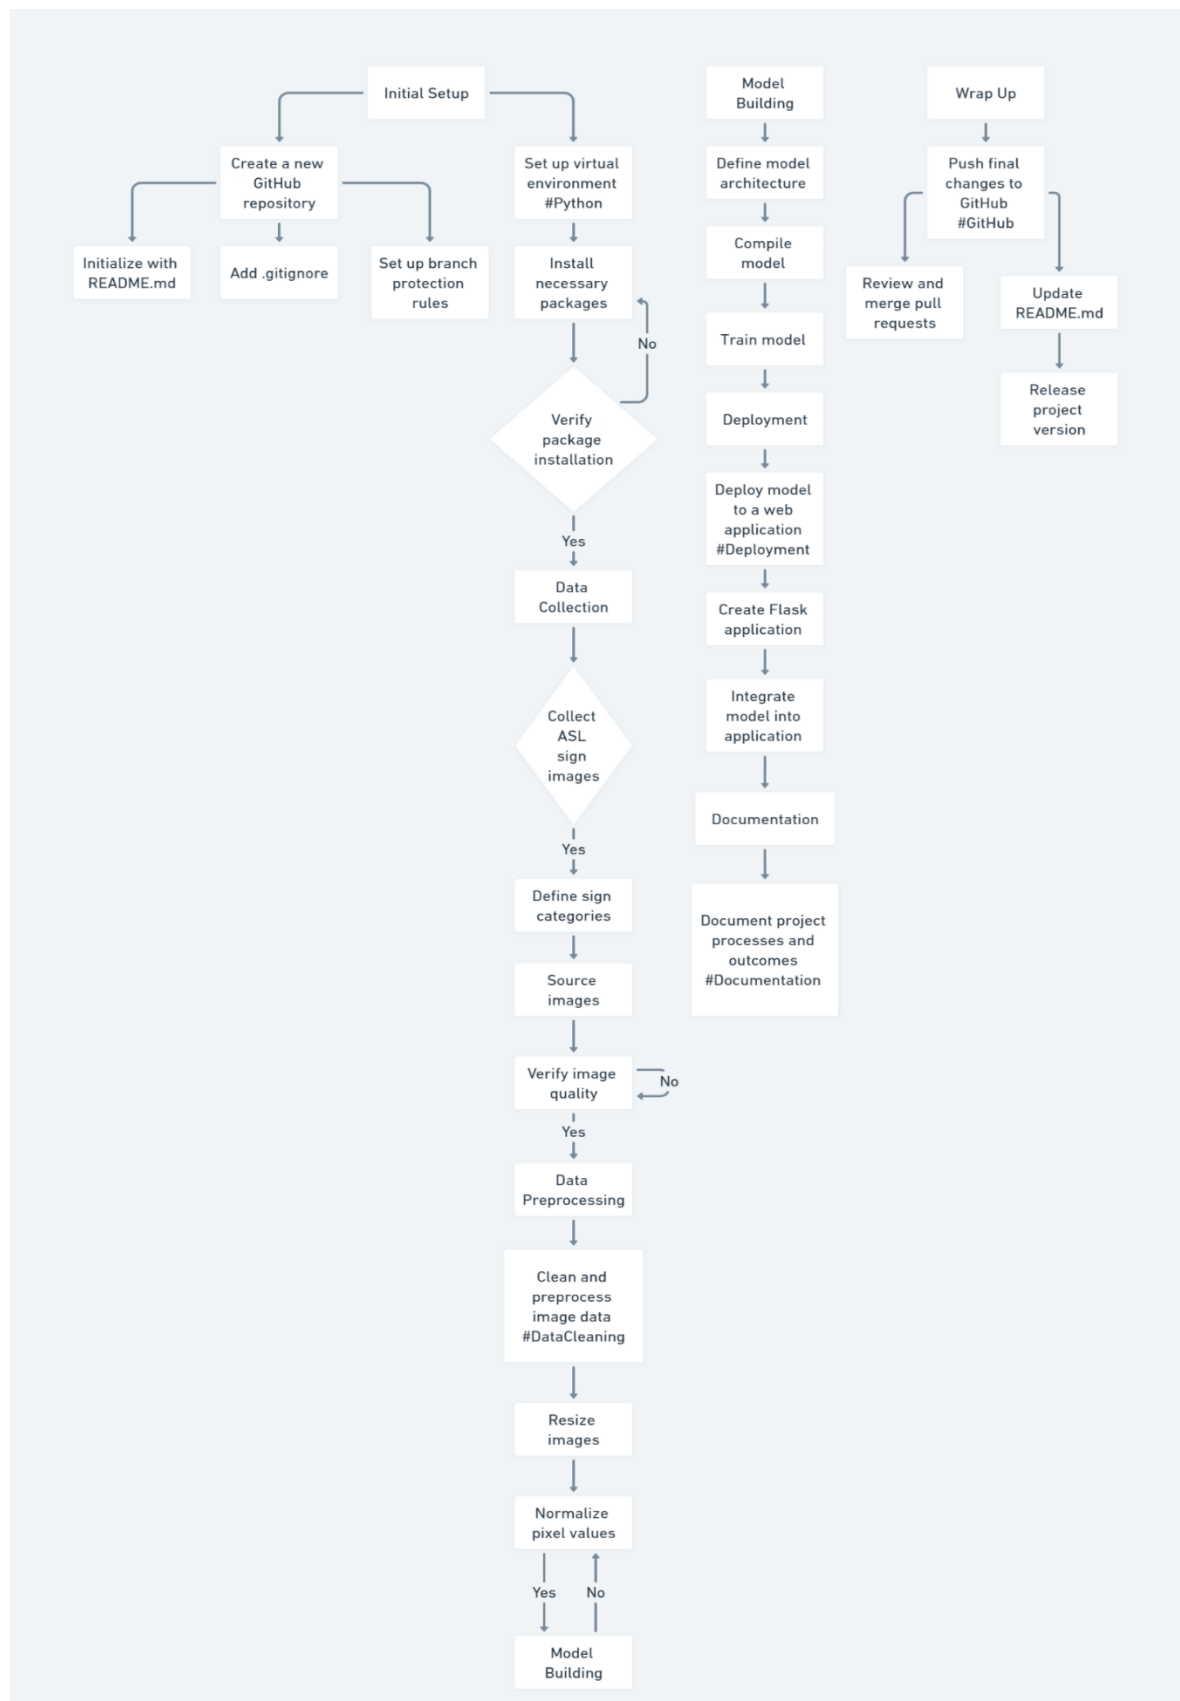 Initial Setup
Create a new
GitHub
repository
Initialize with
README.md
Add .gitignore
Set up branch
protection
rules
Set up virtual
environment
#Python
Install
necessary
packages
No
Verify
package
installation
Yes
Data
Collection
Collect
ASL
sign
images
Yes
Define sign
categories
Source
images
Verify image
quality
No
Yes
Data
Preprocessing
Clean and
preprocess
image data
#DataCleaning
Resize
images
Normalize
pixel values
Yes
No
Model
Building
Model
Building
Define model
architecture
Compile
model
Train model
Deployment
Deploy model
to a web
application
#Deployment
Create Flask
application
Integrate
model into
application
Documentation
Document project
processes and
outcomes
#Documentation
Wrap Up
Push final
changes to
GitHub
#GitHub
Review and
merge pull
requests
Update
README.md
Release
project
version